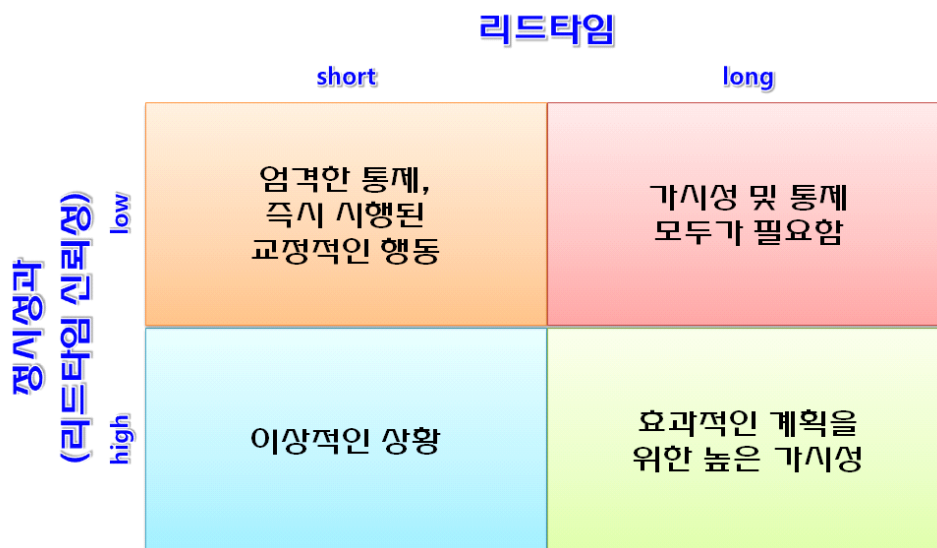 리드타임
short
long
정시성과
(리드타임 신뢰성)
low
엄격한 통제,
즉시 시행된
교정적인 행동
가시성 및 통제
모두가 필요함
high
이상적인 상황
효과적인 계획을
위한 높은 가시성